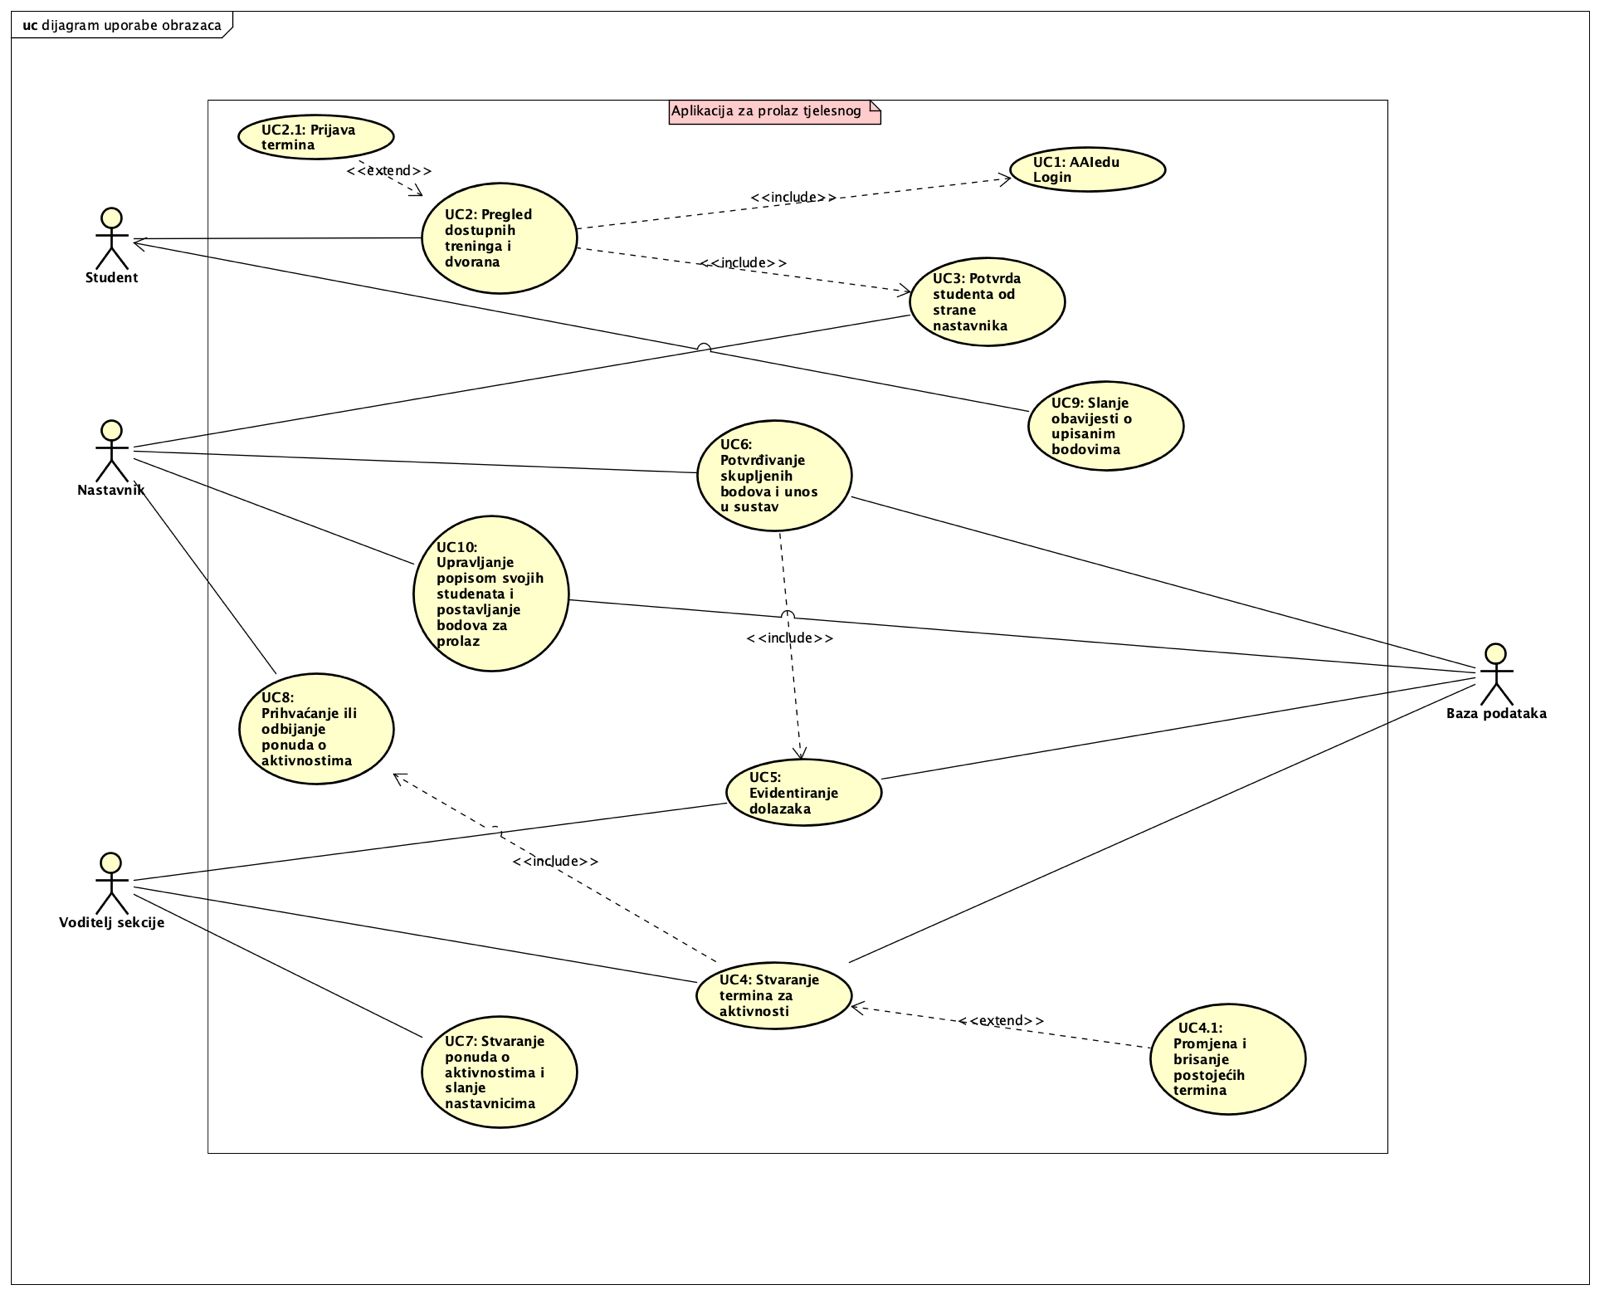 uc dijagram uporabe obrazaca
Aplikacija za prolaz tjelesnog
UC2.1: Prijava
termina
<<extend>>
UC1: AAIedu
Login
<<include>>
UC2: Pregled
dostupnih
treninga i
dvorana
Student
<<include>>
UC3: Potvrda
studenta od
strane
nastavnika
UC9: Slanje
obavijesti o
upisanim
bodovima
Nastavnik
UC6:
Potvrđivanje
skupljenih
bodova i unos
u sustav
UC10:
Upravljanje
popisom svojih
studenata i
postavljanje
bodova za
prolaz
<<include>>
UC8:
Prihvaćanje ili
odbijanje
ponuda o
aktivnostima
Baza podataka
UC5:
Evidentiranje
dolazaka
<<include>>
Voditelj sekcije
UC4: Stvaranje
termina za
aktivnosti
<<extend>>
UC4.1:
Promjena i
brisanje
postojećih
termina
UC7: Stvaranje
ponuda o
aktivnostima i
slanje
nastavnicima